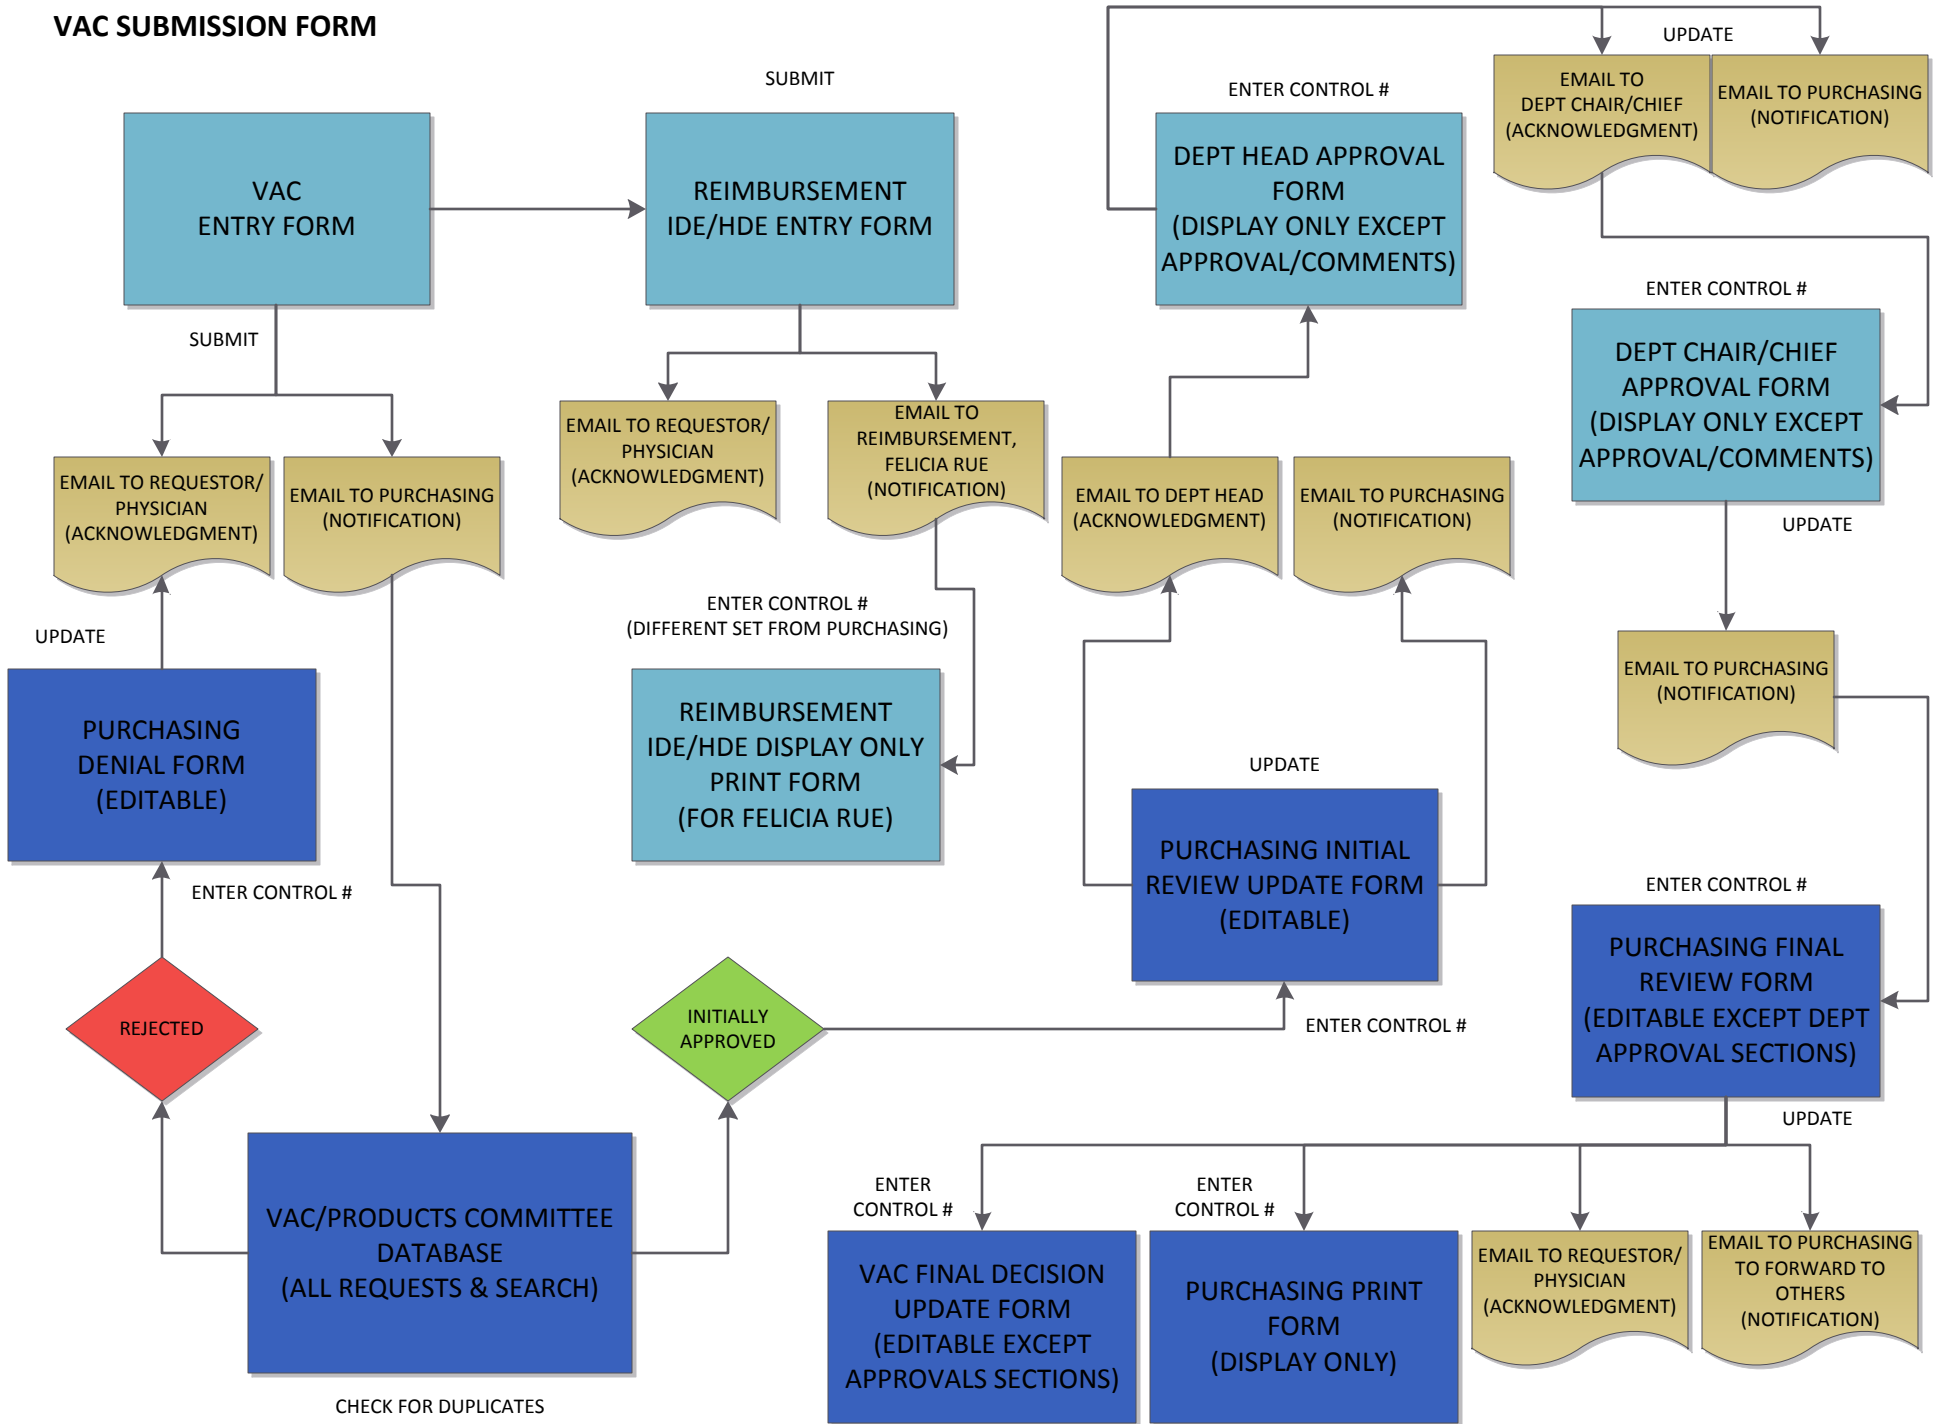 VAC SUBMISSION FORM
SUBMIT
VAC
ENTRY FORM
REIMBURSEMENT
IDE/HDE ENTRY FORM
SUBMIT
EMAIL TO REQUESTOR/
PHYSICIAN
(ACKNOWLEDGMENT)
EMAIL TO PURCHASING
(NOTIFICATION)
EMAIL TO REQUESTOR/
PHYSICIAN
(ACKNOWLEDGMENT)
EMAIL TO
REIMBURSEMENT,
FELICIA RUE
(NOTIFICATION)
UPDATE
PURCHASING
DENIAL FORM
(EDITABLE)
ENTER CONTROL #
REJECTED
ENTER CONTROL #
(DIFFERENT SET FROM PURCHASING)
REIMBURSEMENT
IDE/HDE DISPLAY ONLY
PRINT FORM
(FOR FELICIA RUE)
INITIALLY
APPROVED
ENTER CONTROL #
VAC/PRODUCTS COMMITTEE
DATABASE
(ALL REQUESTS & SEARCH)
CHECK FOR DUPLICATES
ENTER CONTROL #
DEPT HEAD APPROVAL
FORM
(DISPLAY ONLY EXCEPT
APPROVAL/COMMENTS)
EMAIL TO DEPT HEAD
(ACKNOWLEDGMENT)
EMAIL TO PURCHASING
(NOTIFICATION)
UPDATE
PURCHASING INITIAL
REVIEW UPDATE FORM
(EDITABLE)
UPDATE
EMAIL TO
DEPT CHAIR/CHIEF
(ACKNOWLEDGMENT)
EMAIL TO PURCHASING
(NOTIFICATION)
ENTER CONTROL #
DEPT CHAIR/CHIEF
APPROVAL FORM
(DISPLAY ONLY EXCEPT
APPROVAL/COMMENTS)
UPDATE
EMAIL TO PURCHASING
(NOTIFICATION)
ENTER CONTROL #
PURCHASING FINAL
REVIEW FORM
(EDITABLE EXCEPT DEPT
APPROVAL SECTIONS)
UPDATE
ENTER
CONTROL #
VAC FINAL DECISION
UPDATE FORM
(EDITABLE EXCEPT
APPROVALS SECTIONS)
ENTER
CONTROL #
PURCHASING PRINT
FORM
(DISPLAY ONLY)
EMAIL TO REQUESTOR/
PHYSICIAN
(ACKNOWLEDGMENT)
EMAIL TO PURCHASING
TO FORWARD TO
OTHERS
(NOTIFICATION)